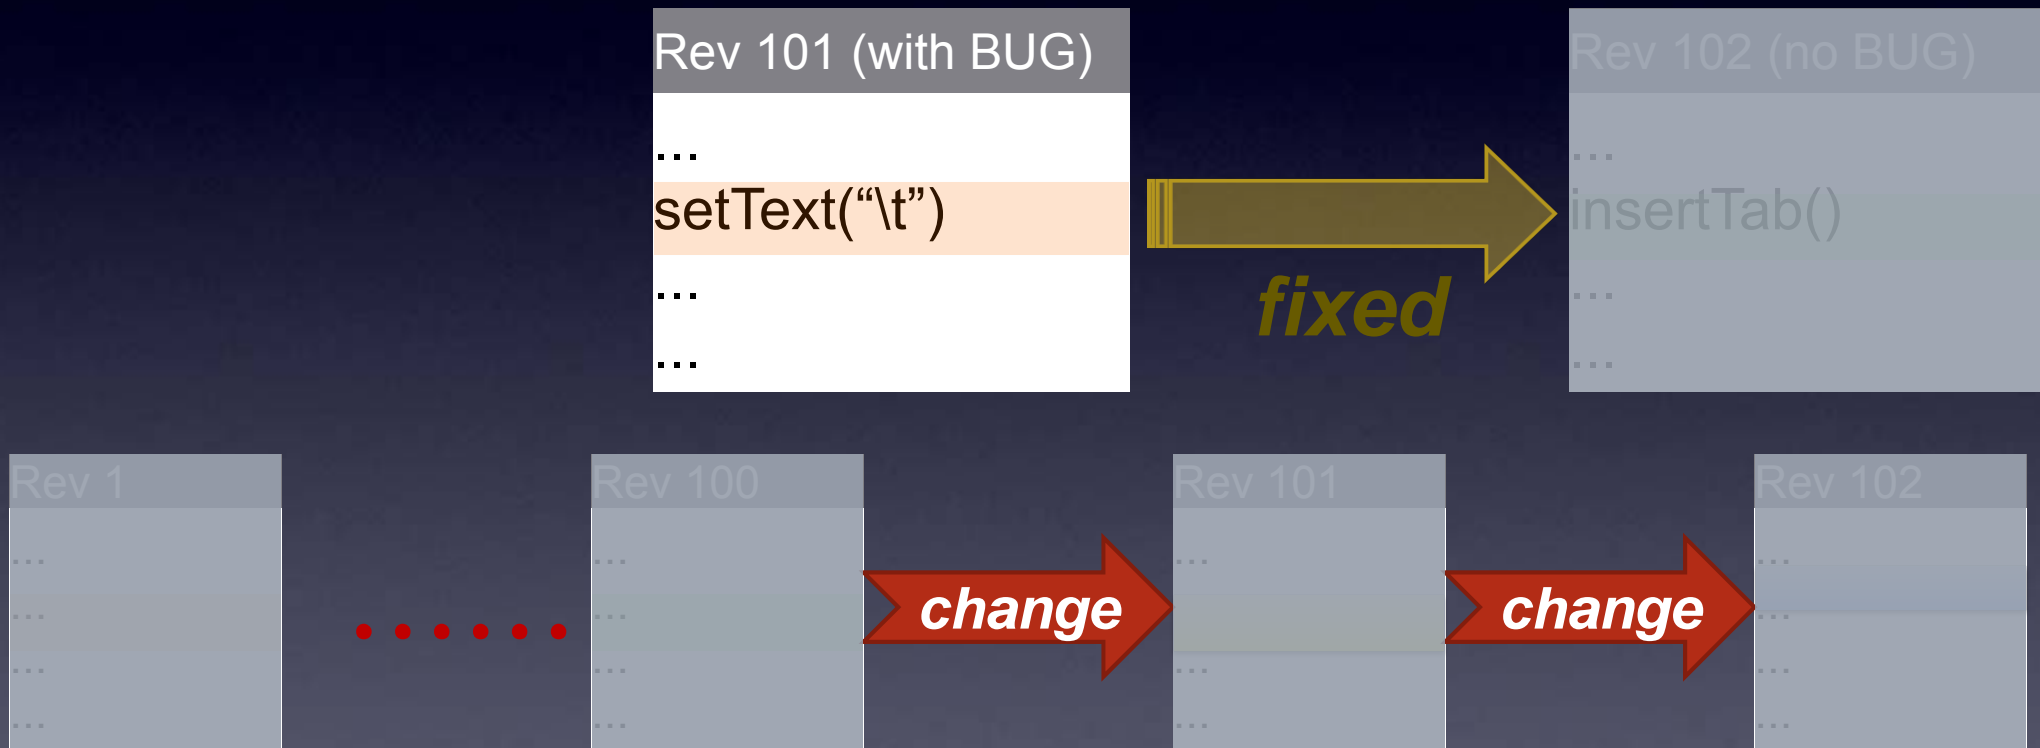 Rev 101 (with BUG)
...
setText(“\t”)
...
...
fixed
Rev 102 (no BUG)
...
insertTab()
...
...
Rev 1
...
...
...
...
Rev 100
...
...
...
...
change
Rev 101
...
...
...
change
Rev 102
...
...
...
...